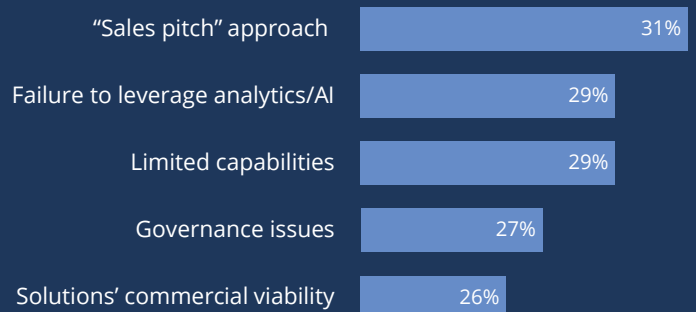 “Sales pitch” approach 31%
Failure to leverage analytics/AI 29%
Limited capabilities 29%
Governance issues 27%
Solutions’ commercial viability 26%